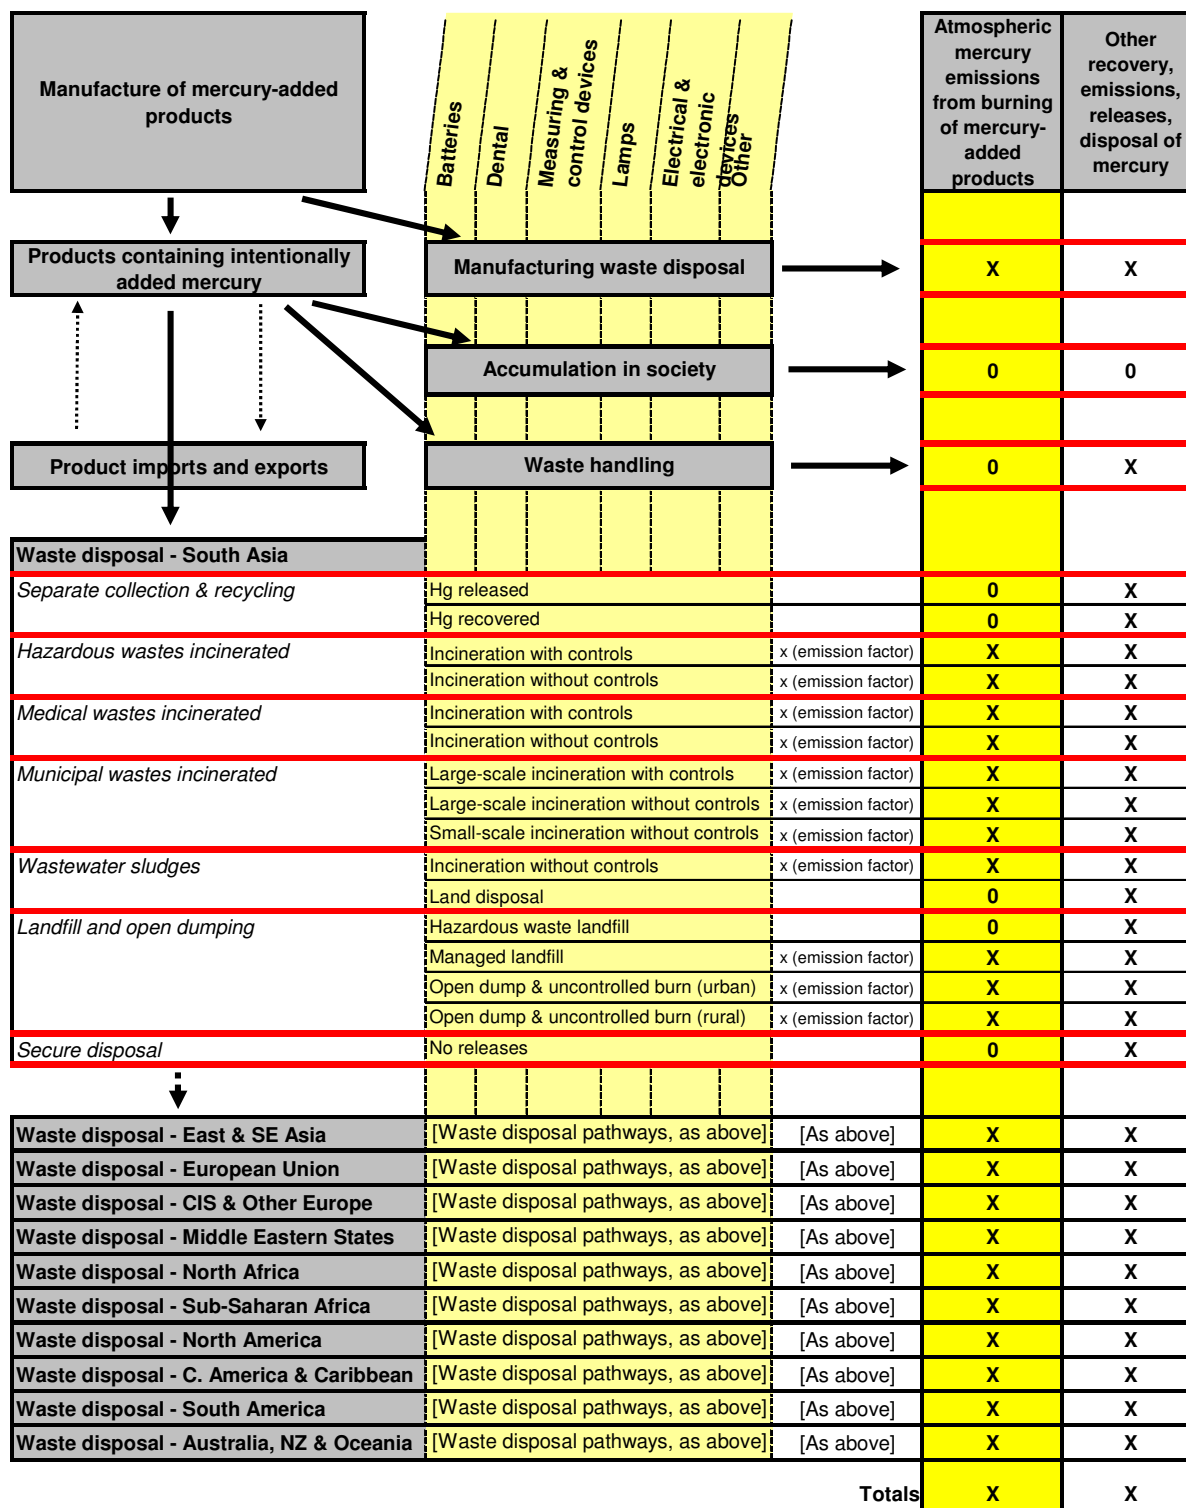 Manufacture of mercury-added
products
Batteries
Dental
Measuring &
control devices
Lamps
Electrical &
electronic
devices
Other
Atmospheric
mercury
emissions
from burning
of mercury-
added
products
Other
recovery,
emissions,
releases,
disposal of
mercury
Products containing intentionally
added mercury
Manufacturing waste disposal
X X
Accumulation in society
0 0
Product imports and exports
Waste handling
0 X
Waste disposal - South Asia
Separate collection & recycling Hg released 0 X
Hg recovered 0 X
Hazardous wastes incinerated Incineration with controls x (emission factor) X X
Incineration without controls x (emission factor) X X
Medical wastes incinerated Incineration with controls x (emission factor) X X
Incineration without controls x (emission factor) X X
Municipal wastes incinerated Large-scale incineration with controls x (emission factor) X X
Large-scale incineration without controls x (emission factor) X X
Small-scale incineration without controls x (emission factor) X X
Wastewater sludges Incineration without controls x (emission factor) X X
Land disposal 0 X
Landfill and open dumping Hazardous waste landfill 0 X
Managed landfill x (emission factor) X X
Open dump & uncontrolled burn (urban) x (emission factor) X X
Open dump & uncontrolled burn (rural) x (emission factor) X X
Secure disposal No releases 0 X
Waste disposal - East & SE Asia [Waste disposal pathways, as above] [As above] X X
Waste disposal - European Union [Waste disposal pathways, as above] [As above] X X
Waste disposal - CIS & Other Europe [Waste disposal pathways, as above] [As above] X X
Waste disposal - Middle Eastern States [Waste disposal pathways, as above] [As above] X X
Waste disposal - North Africa [Waste disposal pathways, as above] [As above] X X
Waste disposal - Sub-Saharan Africa [Waste disposal pathways, as above] [As above] X X
Waste disposal - North America [Waste disposal pathways, as above] [As above] X X
Waste disposal - C. America & Caribbean [Waste disposal pathways, as above] [As above] X X
Waste disposal - South America [Waste disposal pathways, as above] [As above] X X
Waste disposal - Australia, NZ & Oceania [Waste disposal pathways, as above] [As above] X X
Totals X X